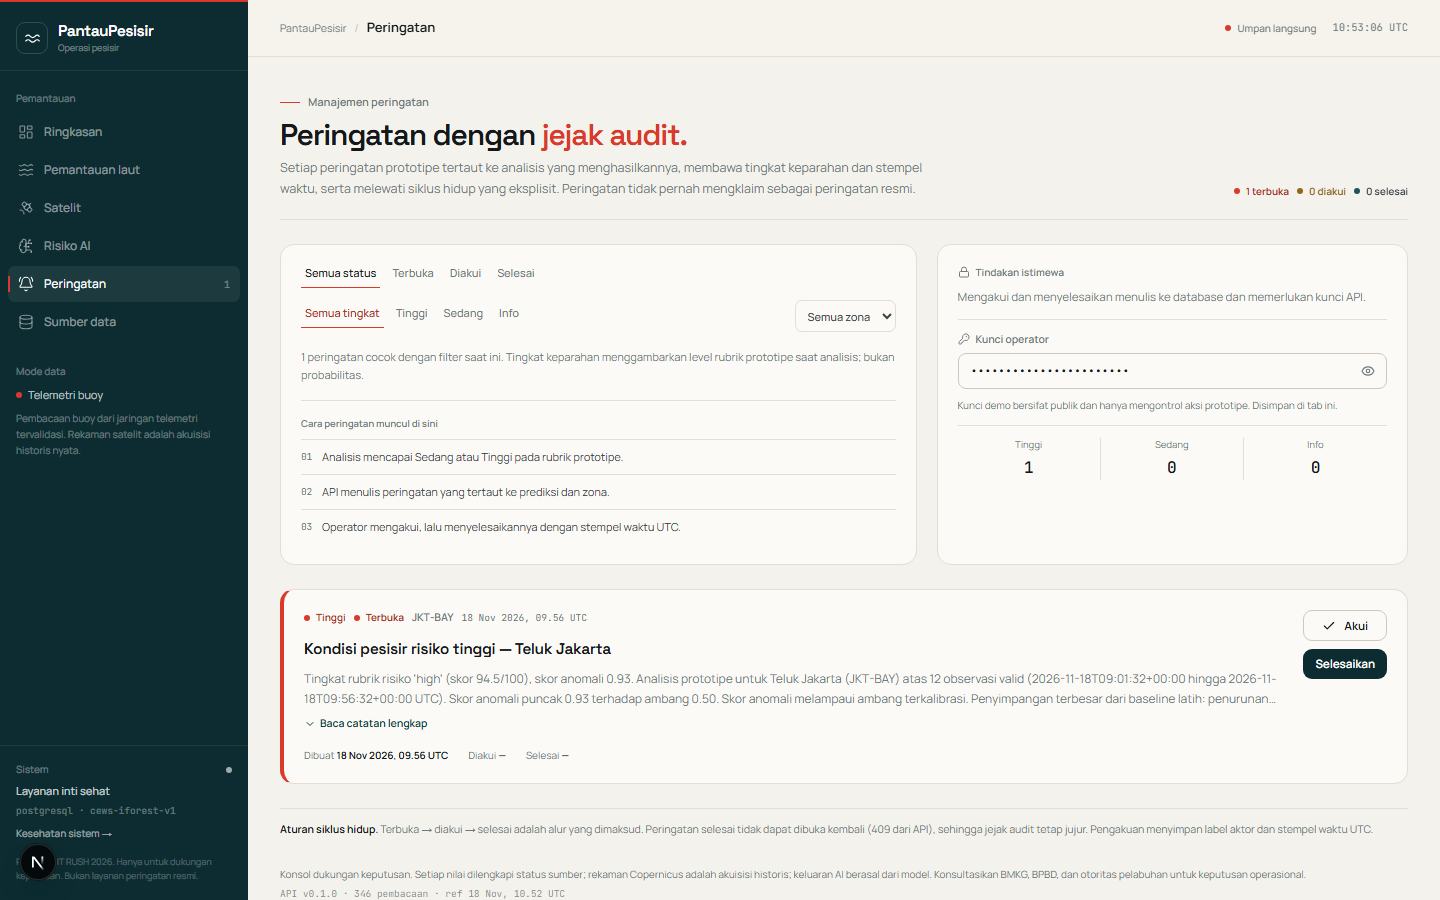 PantauPesisir
Operasi pesisir
Pemantauan
Ringkasan
Pemantauan laut
Satelit
Risiko AI
Peringatan 1
Sumber data
Mode data
Telemetri buoy
Pembacaan buoy dari jaringan telemetri
tervalidasi. Rekaman satelit adalah akuisisi
historis nyata.
Sistem
Layanan inti sehat
postgresql · cews-iforest-v1
Kesehatan sistem →
IT RUSH 2026. Hanya untuk dukungan
Bukan layanan peringatan resmi.
N
PantauPesisir / Peringatan
Umpan langsung 10:53:06 UTC
Manajemen peringatan
Peringatan dengan jejak audit.
Setiap peringatan prototipe tertaut ke analisis yang menghasilkannya, membawa tingkat keparahan dan stempel
waktu, serta melewati siklus hidup yang eksplisit. Peringatan tidak pernah mengklaim sebagai peringatan resmi.
1 terbuka 0 diakui 0 selesai
Semua status Terbuka Diakui Selesai
Semua tingkat Tinggi Sedang Info Semua zona
1 peringatan cocok dengan filter saat ini. Tingkat keparahan menggambarkan level rubrik prototipe saat analisis; bukan
probabilitas.
Cara peringatan muncul di sini
01 Analisis mencapai Sedang atau Tinggi pada rubrik prototipe.
02 API menulis peringatan yang tertaut ke prediksi dan zona.
03 Operator mengakui, lalu menyelesaikannya dengan stempel waktu UTC.
Tindakan istimewa
Mengakui dan menyelesaikan menulis ke database dan memerlukan kunci API.
Kunci operator
•••••••••••••••••••••••
Kunci demo bersifat publik dan hanya mengontrol aksi prototipe. Disimpan di tab ini.
Tinggi Sedang Info
1 0 0
Tinggi Terbuka JKT-BAY 18 Nov 2026, 09.56 UTC
Kondisi pesisir risiko tinggi — Teluk Jakarta
Tingkat rubrik risiko 'high' (skor 94.5/100), skor anomali 0.93. Analisis prototipe untuk Teluk Jakarta (JKT-BAY) atas 12 observasi valid (2026-11-18T09:01:32+00:00 hingga 2026-11-
18T09:56:32+00:00 UTC). Skor anomali puncak 0.93 terhadap ambang 0.50. Skor anomali melampaui ambang terkalibrasi. Penyimpangan terbesar dari baseline latih: penurunan...
Baca catatan lengkap
Dibuat 18 Nov 2026, 09.56 UTC Diakui — Selesai —
Akui
Selesaikan
Aturan siklus hidup. Terbuka → diakui → selesai adalah alur yang dimaksud. Peringatan selesai tidak dapat dibuka kembali (409 dari API), sehingga jejak audit tetap jujur. Pengakuan menyimpan label aktor dan stempel waktu UTC.
Konsol dukungan keputusan. Setiap nilai dilengkapi status sumber; rekaman Copernicus adalah akuisisi historis; keluaran AI berasal dari model. Konsultasikan BMKG, BPBD, dan otoritas pelabuhan untuk keputusan operasional.
API v0.1.0 · 346 pembacaan · ref 18 Nov, 10.52 UTC